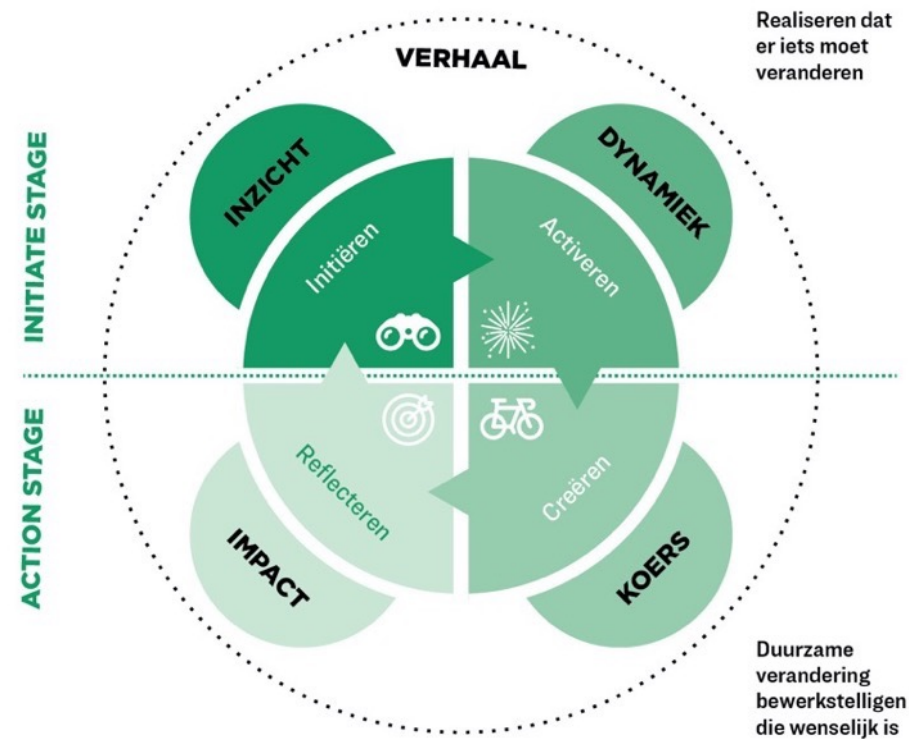 Realiseren dat
er iets moet
veranderen
VERHAAL
INITIATE STAGE
INZICHT
DYNAMIEK
Initiëren
Activeren
ACTION STAGE
Reflecteren
Creëren
IMPACT
KOERS
Duurzame
verandering
bewerkstelligen
die wenselijk is